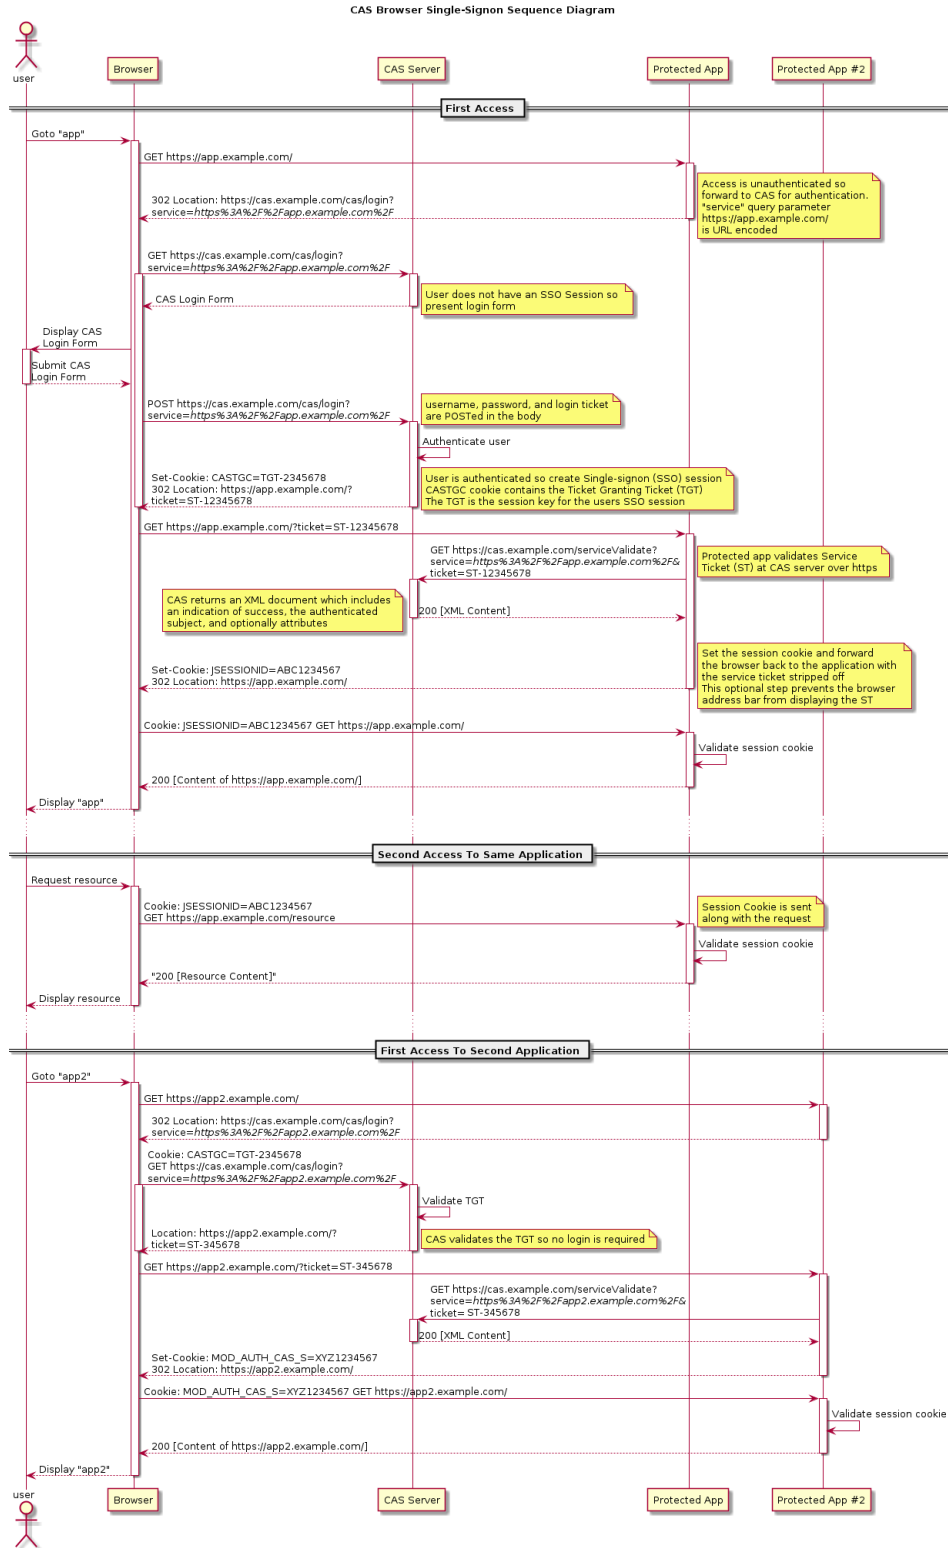 CAS Browser Single-Signon Sequence Diagram
user
Browser
CAS Server
Protected App
Protected App #2
First Access
Goto "app"
GET https://app.example.com/
Access is unauthenticated so
forward to CAS for authentication.
"service" query parameter
https://app.example.com/
is URL encoded
302 Location: https://cas.example.com/cas/login?
service=https%3A%2F%2Fapp.example.com%2F
GET https://cas.example.com/cas/login?
service=https%3A%2F%2Fapp.example.com%2F
User does not have an SSO Session so
present login form
CAS Login Form
Display CAS
Login Form
Submit CAS
Login Form
POST https://cas.example.com/cas/login?
service=https%3A%2F%2Fapp.example.com%2F
username, password, and login ticket
are POSTed in the body
Authenticate user
Set-Cookie: CASTGC=TGT-2345678
302 Location: https://app.example.com/?
ticket=ST-12345678
User is authenticated so create Single-signon (SSO) session
CASTGC cookie contains the Ticket Granting Ticket (TGT)
The TGT is the session key for the users SSO session
GET https://app.example.com/?ticket=ST-12345678
GET https://cas.example.com/serviceValidate?
service=https%3A%2F%2Fapp.example.com%2F&
ticket=ST-12345678
Protected app validates Service
Ticket (ST) at CAS server over https
CAS returns an XML document which includes
an indication of success, the authenticated
subject, and optionally attributes
200 [XML Content]
Set the session cookie and forward
the browser back to the application with
the service ticket stripped off
This optional step prevents the browser
address bar from displaying the ST
Set-Cookie: JSESSIONID=ABC1234567
302 Location: https://app.example.com/
Cookie: JSESSIONID=ABC1234567 GET https://app.example.com/
Validate session cookie
200 [Content of https://app.example.com/]
Display "app"
Second Access To Same Application
Request resource
Cookie: JSESSIONID=ABC1234567
GET https://app.example.com/resource
Session Cookie is sent
along with the request
Validate session cookie
"200 [Resource Content]"
Display resource
First Access To Second Application
Goto "app2"
GET https://app2.example.com/
302 Location: https://cas.example.com/cas/login?
service=https%3A%2F%2Fapp2.example.com%2F
Cookie: CASTGC=TGT-2345678
GET https://cas.example.com/cas/login?
service=https%3A%2F%2Fapp2.example.com%2F
Validate TGT
Location: https://app2.example.com/?
ticket=ST-345678
CAS validates the TGT so no login is required
GET https://app2.example.com/?ticket=ST-345678
GET https://cas.example.com/serviceValidate?
service=https%3A%2F%2Fapp2.example.com%2F&
ticket= ST-345678
200 [XML Content]
Set-Cookie: MOD_AUTH_CAS_S=XYZ1234567
302 Location: https://app2.example.com/
Cookie: MOD_AUTH_CAS_S=XYZ1234567 GET https://app2.example.com/
Validate session cookie
200 [Content of https://app2.example.com/]
Display "app2"
user
Browser
CAS Server
Protected App
Protected App #2